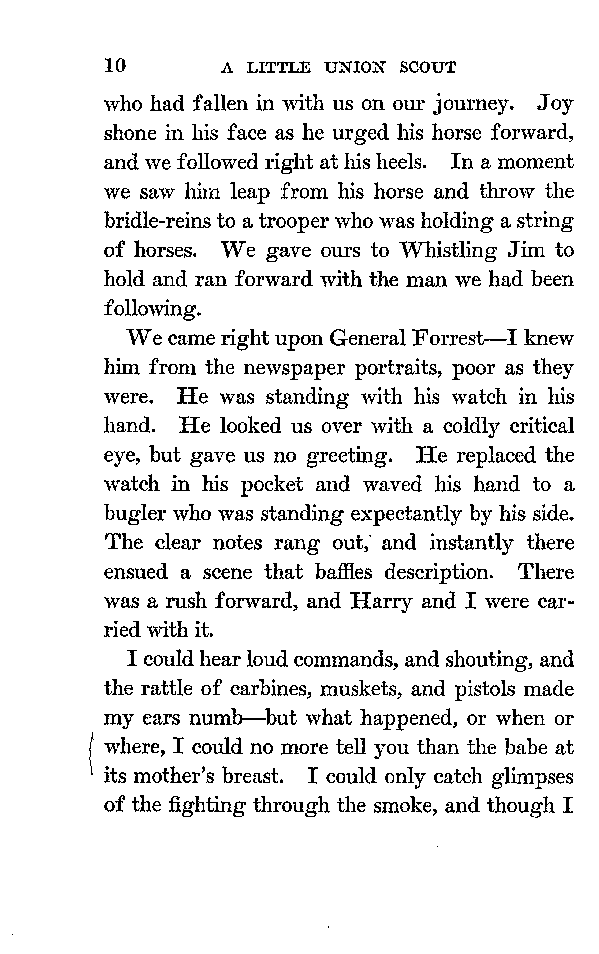 10 A LITTLE UNION SCOUT
who had fallen in with us on our journey. Joy
shone in his face as he urged his horse forward,
and we followed right at his heels. In a moment
we saw him leap from his horse and throw the
bridle-reins to a trooper who was holding a string
of horses. We gave ours to Whistling Jim to
hold and ran forward with the man we had been
following.
We came right upon General Forrest—I knew
him from the newspaper portraits, poor as they
were. He was standing with his watch in his
hand. He looked us over with a coldly critical
eye, but gave us no greeting. He replaced the
watch in his pocket and waved his hand to a
bugler who was standing expectantly by his side.
The clear notes rang out, and instantly there
ensued a scene that baffles description. There
was a rush forward, and Harry and I were car-
ried with it.
I could hear loud commands, and shouting, and
the rattle of carbines, muskets, and pistols made
my ears numb—but what happened, or when or
where, I could no more tell you than the babe at
its mother's breast. I could only catch glimpses
of the fighting through the smoke, and though I